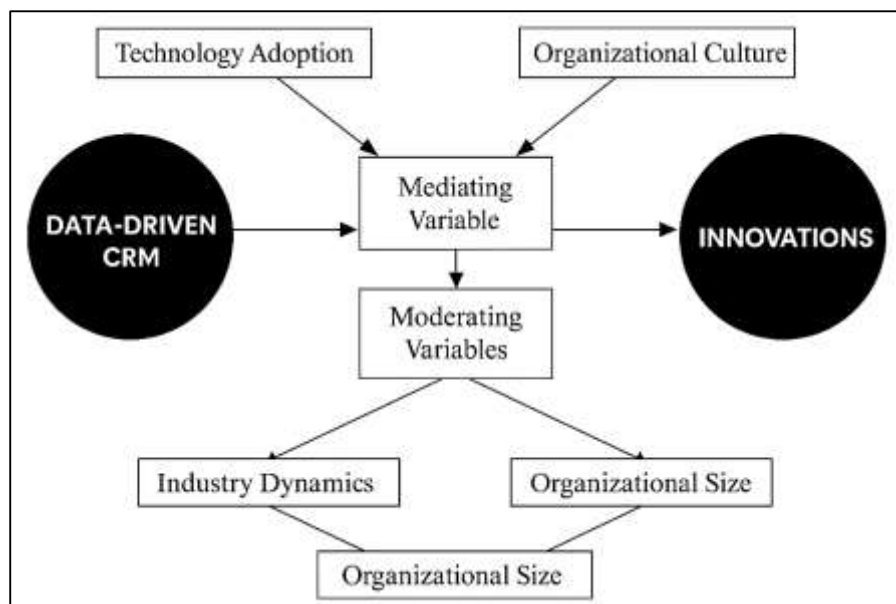 Technology Adoption
Organizational Culture
Mediating
Variable
DATA-DRIVEN
CRM
INNOVATIONS
Moderating
Variables
Industry Dynamics
Organizational Size
Organizational Size